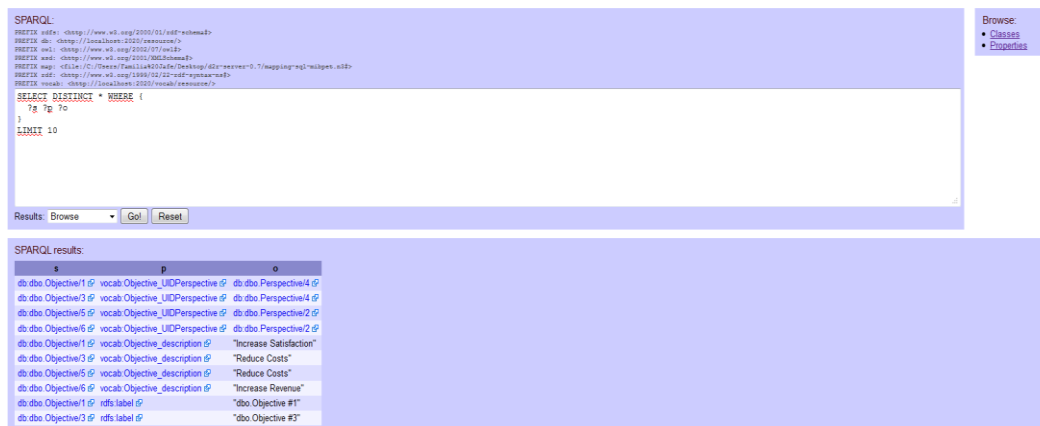 SPARQL:
Browse:
PREFIX rdfs: <http://www.w3.org/2000/01/rdf-schema#>
• Classes
PREFIX db: <http://localhost:2020/resource/>
PREFIX owl: <http://www.w3.org/2002/07/owl#>
• Properties
PREFIX xsd: <http://www.w3.org/2001/XMLSchema#>
PREFIX map: <file:/C:/Users/Familia%20Jafe/Desktop/d2r-server-0.7/mapping-sql-mibpet.n3#>
PREFIX rdf: <http://www.w3.org/1999/02/22-rdf-syntax-ns#>
PREFIX vocab: <http://localhost:2020/vocab/resource/>
SELECT DISTINCT * WHERE {
?s ?p ?o
}
LIMIT 10
Results: Browse Go! Reset
SPARQL results:
s p o
db:dbo.Objective/1 vocab:Objective_UIDPerspective db:dbo.Perspective/4
db:dbo.Objective/3 vocab:Objective_UIDPerspective db:dbo.Perspective/4
db:dbo.Objective/5 vocab:Objective_UIDPerspective db:dbo.Perspective/2
db:dbo.Objective/6 vocab:Objective_UIDPerspective db:dbo.Perspective/2
db:dbo.Objective/1 vocab:Objective_description "Increase Satisfaction"
db:dbo.Objective/3 vocab:Objective_description "Reduce Costs"
db:dbo.Objective/5 vocab:Objective_description "Reduce Costs"
db:dbo.Objective/6 vocab:Objective_description "Increase Revenue"
db:dbo.Objective/1 rdfs:label "dbo.Objective #1"
db:dbo.Objective/3 rdfs:label "dbo.Objective #3"